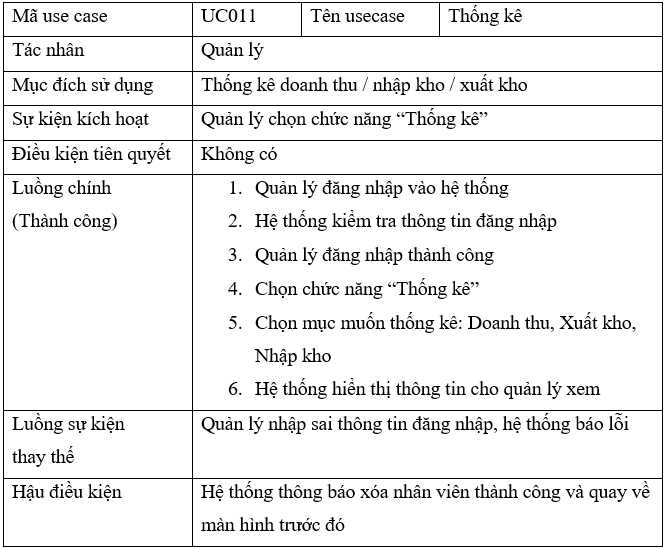 Mã use case UC011 Tên usecase Thống kê
Tác nhân Quản lý
Mục đích sử dụng Thống kê doanh thu / nhập kho / xuất kho
Sự kiện kích hoạt Quản lý chọn chức năng “Thống kê”
Điều kiện tiên quyết Không có
Luồng chính
(Thành công)
1. Quản lý đăng nhập vào hệ thống
2. Hệ thống kiểm tra thông tin đăng nhập
3. Quản lý đăng nhập thành công
4. Chọn chức năng “Thống kê”
5. Chọn mục muốn thống kê: Doanh thu, Xuất kho,
Nhập kho
6. Hệ thống hiển thị thông tin cho quản lý xem
Luồng sự kiện
thay thế
Quản lý nhập sai thông tin đăng nhập, hệ thống báo lỗi
Hậu điều kiện
Hệ thống thông báo xóa nhân viên thành công và quay về
màn hình trước đó